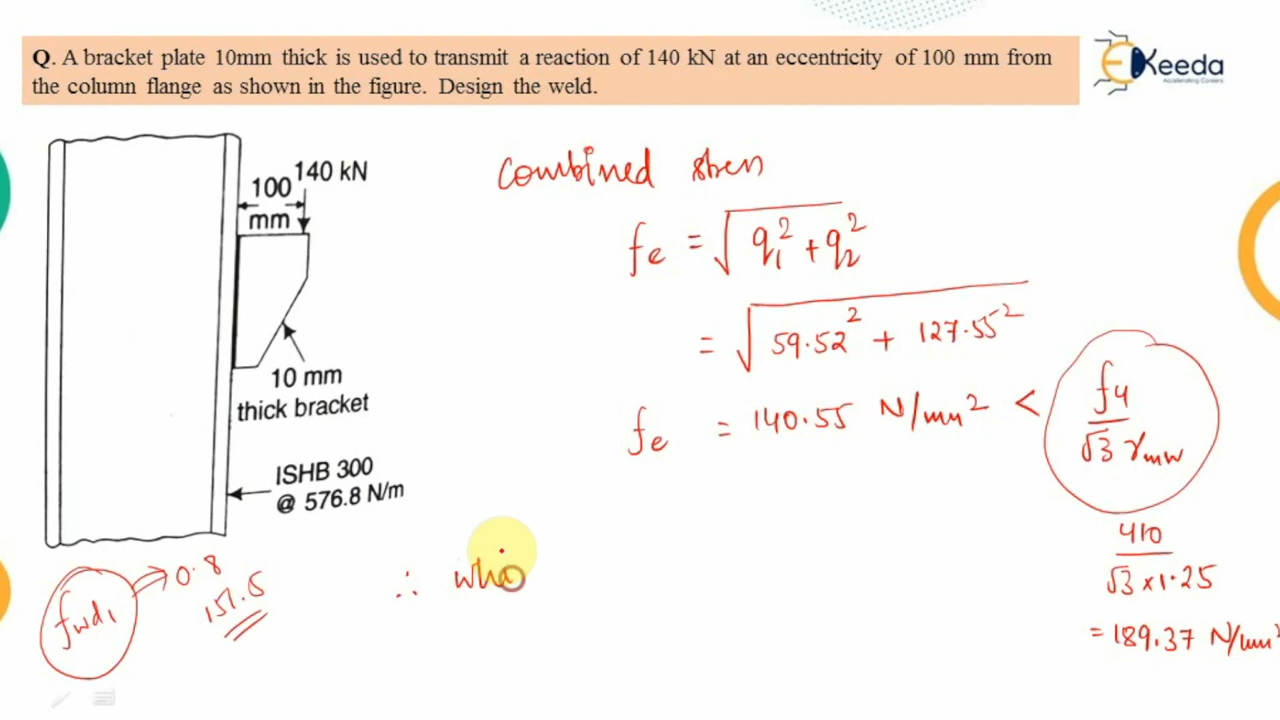 Q. A bracket plate 10mm thick is used to transmit a reaction of 140 kN at an eccentricity of 100 mm from
the column flange as shown in the figure. Design the weld.
EKeeda
Accelerating Careers
140 kN
100
mm
10 mm
thick bracket
ISHB 300
@ 576.8 N/m
Combined stress
fe = √q₁² + q₂²
= √59.52² + 127.55²
fe = 140.55 N/mm² < fu/√3 γmw
410/√3 × 1.25
= 189.37 N/mm²
fwd₁ → 0.8
157.5
∴